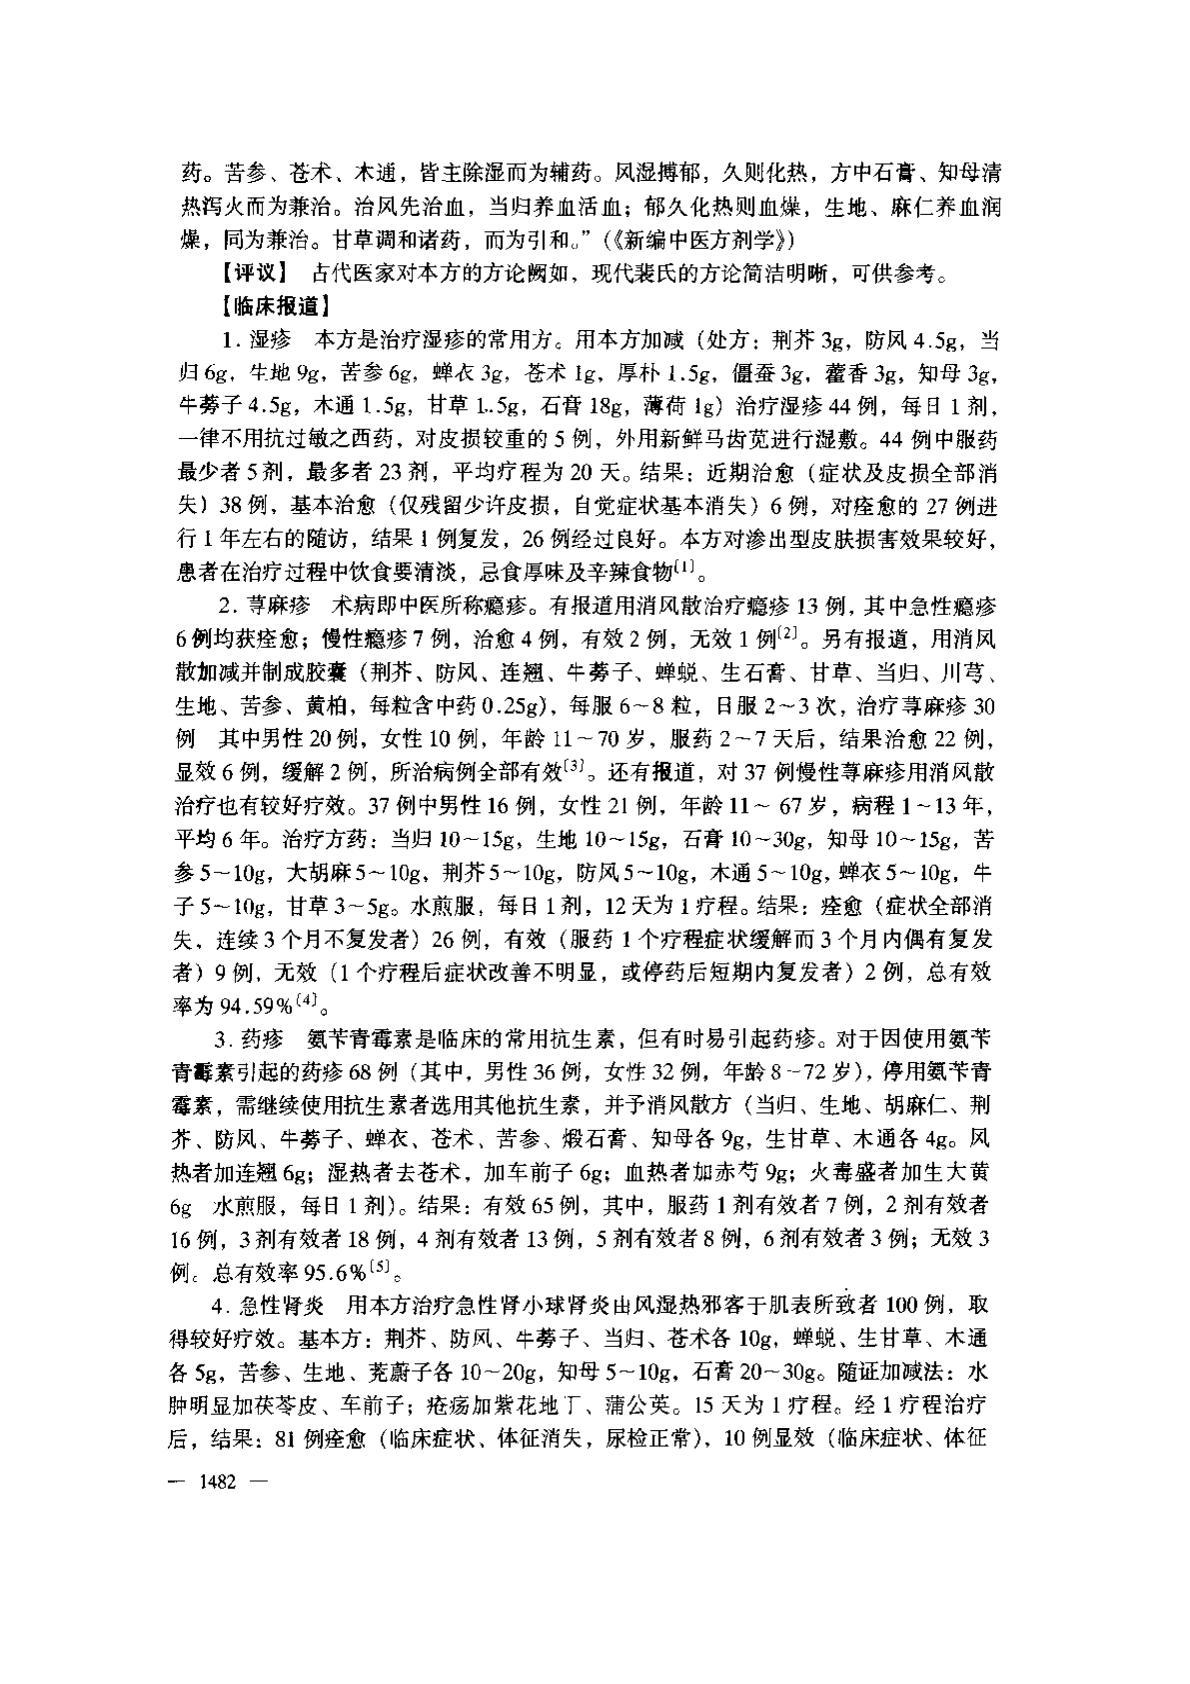 药。苦参、苍术、木通，皆主除湿而为辅药。风湿搏郁，久则化热，方中石膏、知母清
热泻火而为兼治。治风先治血，当归养血活血；郁久化热则血燥，生地、麻仁养血润
燥，同为兼治。甘草调和诸药，而为引和。”（《新编中医方剂学》）
【评议】 古代医家对本方的方论阙如，现代裴氏的方论简洁明晰，可供参考。
【临床报道】
1. 湿疹 本方是治疗湿疹的常用方。用本方加减（处方：荆芥 3g，防风 4.5g，当
归 6g，生地 9g，苦参 6g，蝉衣 3g，苍术 1g，厚朴 1.5g，僵蚕 3g，藿香 3g，知母 3g，
牛蒡子 4.5g，木通 1.5g，甘草 1.5g，石膏 18g，薄荷 1g）治疗湿疹 44 例，每日 1 剂，
一律不用抗过敏之西药，对皮损较重的 5 例，外用新鲜马齿苋进行湿敷。44 例中服药
最少者 5 剂，最多者 23 剂，平均疗程为 20 天。结果：近期治愈（症状及皮损全部消
失）38 例，基本治愈（仅残留少许皮损，自觉症状基本消失）6 例，对痊愈的 27 例进
行 1 年左右的随访，结果 1 例复发，26 例经过良好。本方对渗出型皮肤损害效果较好，
患者在治疗过程中饮食要清淡，忌食厚味及辛辣食物〔1〕。
2. 荨麻疹 术病即中医所称瘾疹。有报道用消风散治疗瘾疹 13 例，其中急性瘾疹
6 例均获痊愈；慢性瘾疹 7 例，治愈 4 例，有效 2 例，无效 1 例〔2〕。另有报道，用消风
散加减并制成胶囊（荆芥、防风、连翘、牛蒡子、蝉蜕、生石膏、甘草、当归、川芎、
生地、苦参、黄柏，每粒含中药 0.25g），每服 6～8 粒，日服 2～3 次，治疗荨麻疹 30
例 其中男性 20 例，女性 10 例，年龄 11～70 岁，服药 2～7 天后，结果治愈 22 例，
显效 6 例，缓解 2 例，所治病例全部有效〔3〕。还有报道，对 37 例慢性荨麻疹用消风散
治疗也有较好疗效。37 例中男性 16 例，女性 21 例，年龄 11～ 67 岁，病程 1～13 年，
平均 6 年。治疗方药：当归 10～15g，生地 10～15g，石膏 10～30g，知母 10～15g，苦
参 5～10g，大胡麻 5～10g，荆芥 5～10g，防风 5～10g，木通 5～10g，蝉衣 5～10g，牛
子 5～10g，甘草 3～5g。水煎服，每日 1 剂，12 天为 1 疗程。结果：痊愈（症状全部消
失，连续 3 个月不复发者）26 例，有效（服药 1 个疗程症状缓解而 3 个月内偶有复发
者）9 例，无效（1 个疗程后症状改善不明显，或停药后短期内复发者）2 例，总有效
率为 94.59%〔4〕。
3. 药疹 氨苄青霉素是临床的常用抗生素，但有时易引起药疹。对于因使用氨苄
青霉素引起的药疹 68 例（其中，男性 36 例，女性 32 例，年龄 8～72 岁），停用氨苄青
霉素，需继续使用抗生素者选用其他抗生素，并予消风散方（当归、生地、胡麻仁、荆
芥、防风、牛蒡子、蝉衣、苍术、苦参、煅石膏、知母各 9g，生甘草、木通各 4g。风
热者加连翘 6g；湿热者去苍术，加车前子 6g；血热者加赤芍 9g；火毒盛者加生大黄
6g 水煎服，每日 1 剂）。结果：有效 65 例，其中，服药 1 剂有效者 7 例，2 剂有效者
16 例，3 剂有效者 18 例，4 剂有效者 13 例，5 剂有效者 8 例，6 剂有效者 3 例；无效 3
例。总有效率 95.6%〔5〕。
4. 急性肾炎 用本方治疗急性肾小球肾炎由风湿热邪客于肌表所致者 100 例，取
得较好疗效。基本方：荆芥、防风、牛蒡子、当归、苍术各 10g，蝉蜕、生甘草、木通
各 5g，苦参、生地、茺蔚子各 10～20g，知母 5～10g，石膏 20～30g。随证加减法：水
肿明显加茯苓皮、车前子；疮疡加紫花地丁、蒲公英。15 天为 1 疗程。经 1 疗程治疗
后，结果：81 例痊愈（临床症状、体征消失，尿检正常），10 例显效（临床症状、体征
— 1482 —